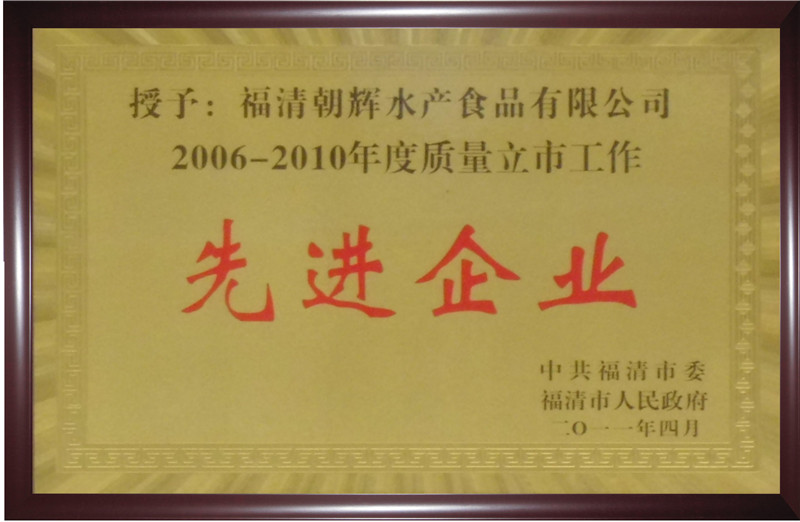 授予：福清朝辉水产食品有限公司
2006-2010年度质量立市工作
先进企业
中共福清市委
福清市人民政府
二O一一年四月